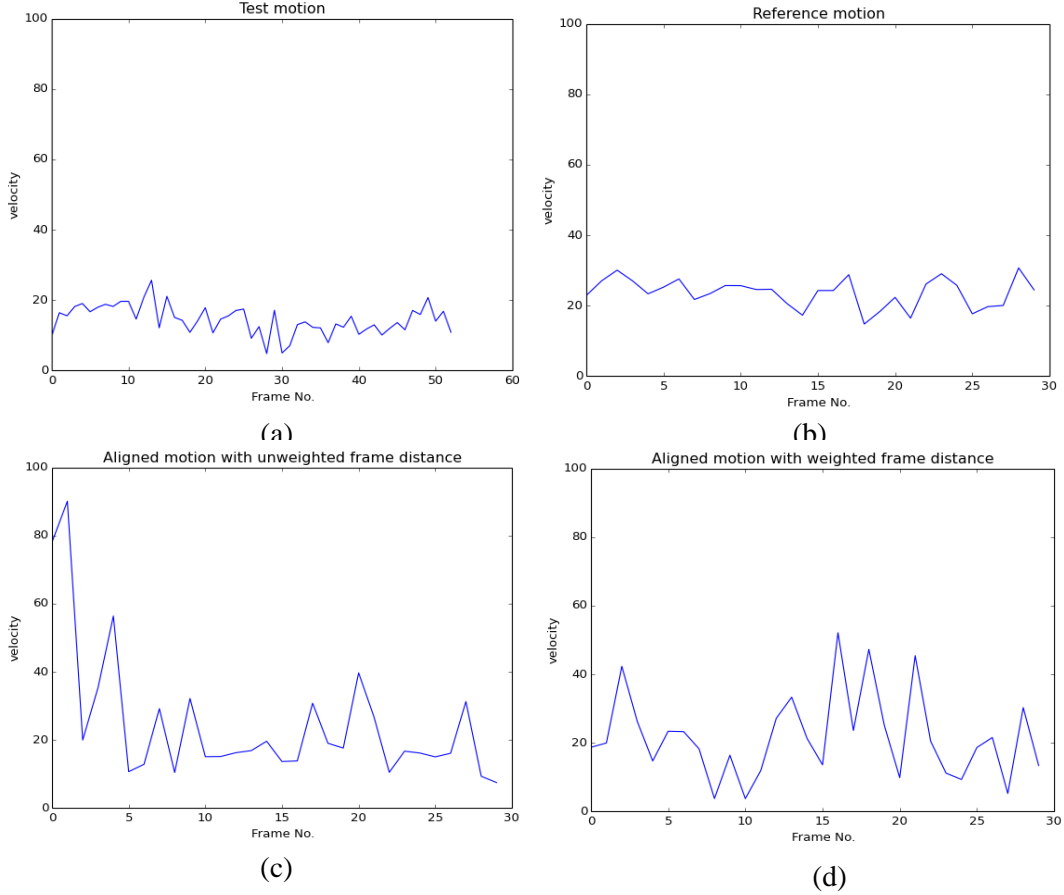 Test motion
100
80
60
40
20
0
velocity
0 10 20 30 40 50 60
Frame No.
(a)
Reference motion
100
80
60
40
20
0
velocity
0 5 10 15 20 25 30
Frame No.
(b)
Aligned motion with unweighted frame distance
100
80
60
40
20
0
velocity
0 5 10 15 20 25 30
Frame No.
(c)
Aligned motion with weighted frame distance
100
80
60
40
20
0
velocity
0 5 10 15 20 25 30
Frame No.
(d)